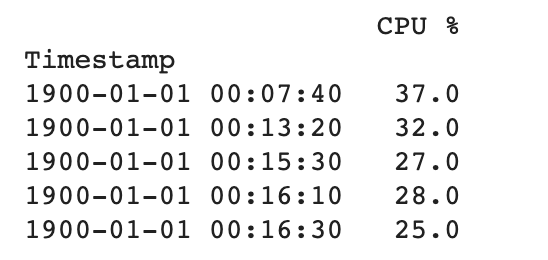 CPU %
Timestamp
1900-01-01 00:07:40 37.0
1900-01-01 00:13:20 32.0
1900-01-01 00:15:30 27.0
1900-01-01 00:16:10 28.0
1900-01-01 00:16:30 25.0